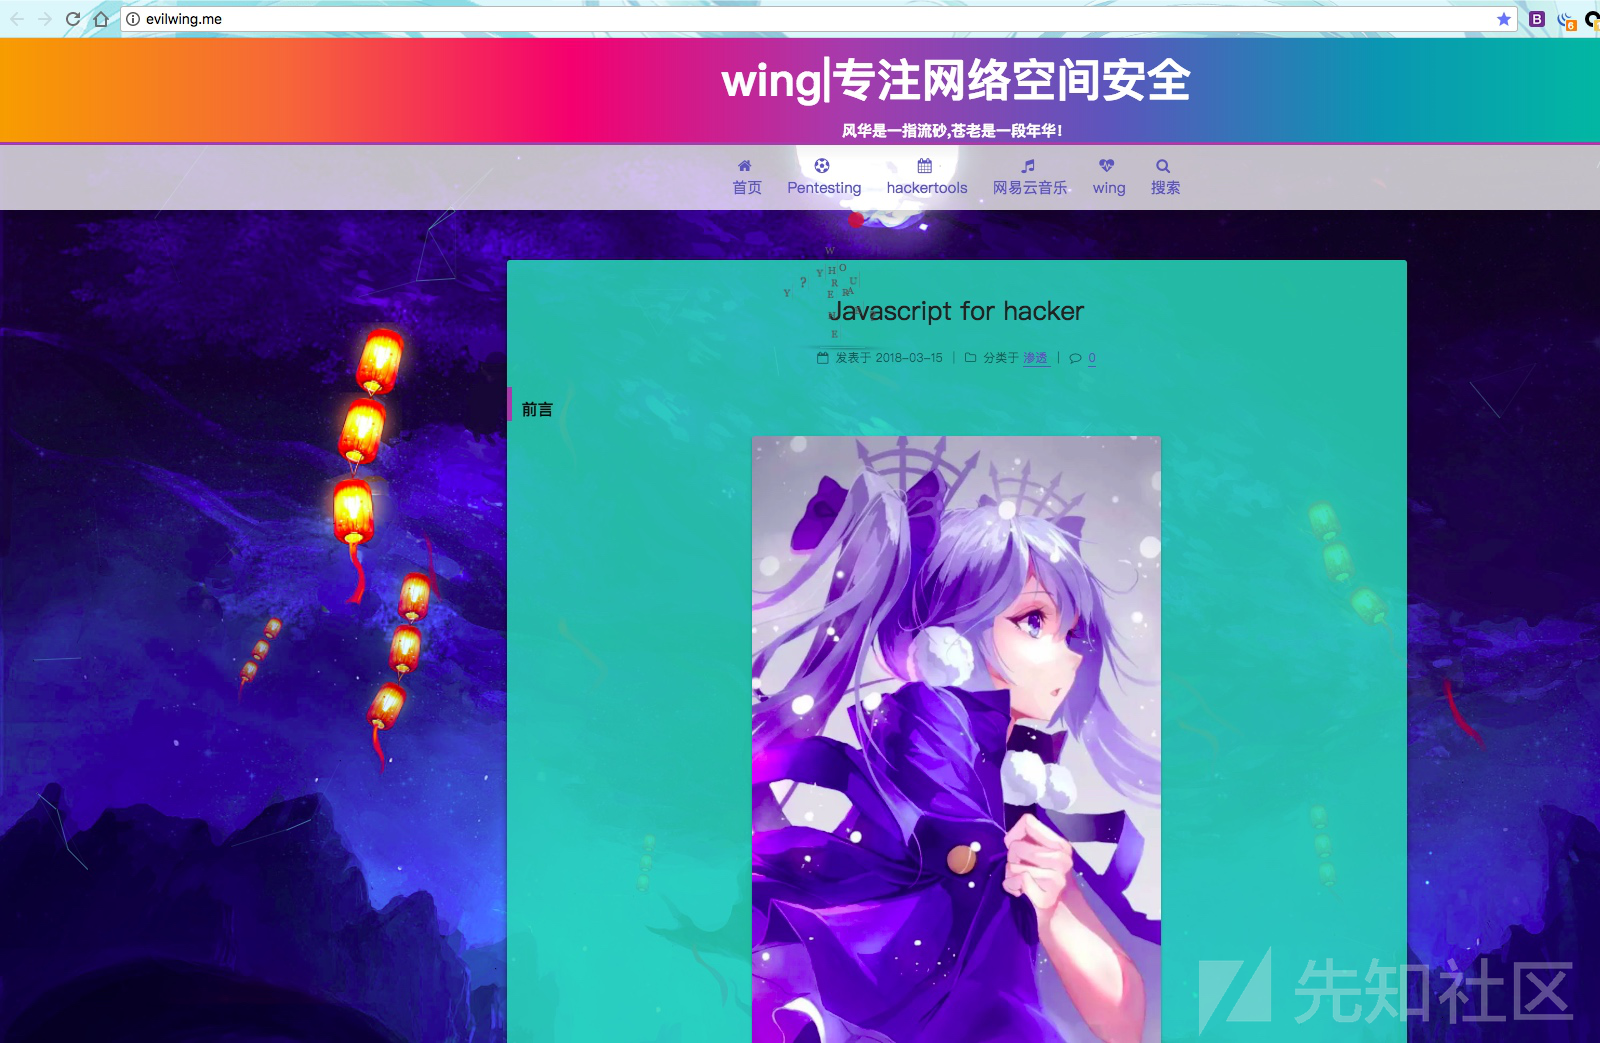 evilwing.me
B
6
wing|专注网络空间安全
风华是一指流砂,苍老是一段年华!
首页 Pentesting hackertools 网易云音乐 wing 搜索
Javascript for hacker
发表于 2018-03-15 | 分类于 渗透 | 0
前言
先知社区